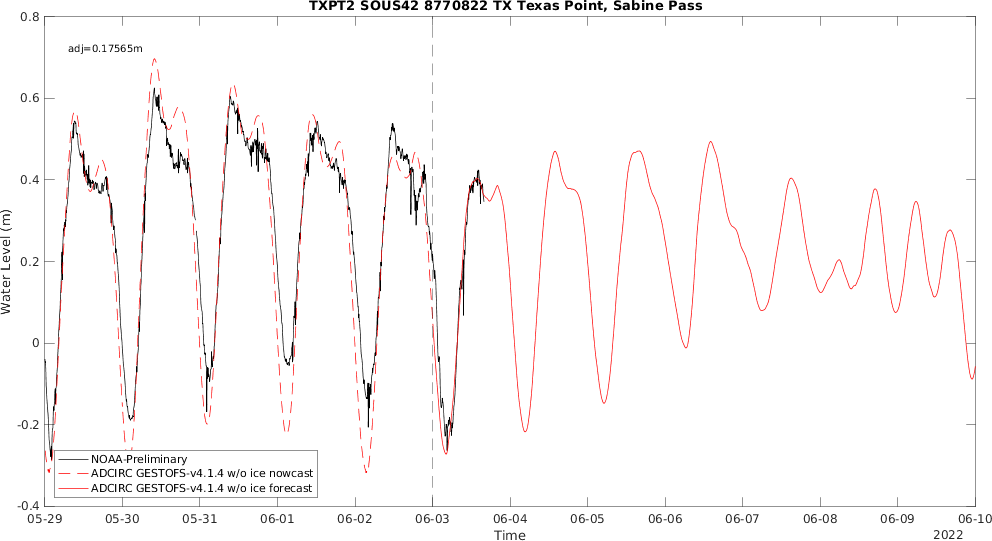 TXPT2 SOUS42 8770822 TX Texas Point, Sabine Pass
adj=0.17565m
0.8
0.6
0.4
0.2
0
-0.2
-0.4
Water Level (m)
NOAA-Preliminary
ADCIRC GESTOFS-v4.1.4 w/o ice nowcast
ADCIRC GESTOFS-v4.1.4 w/o ice forecast
05-29 05-30 05-31 06-01 06-02 06-03 06-04 06-05 06-06 06-07 06-08 06-09 06-10
Time
2022